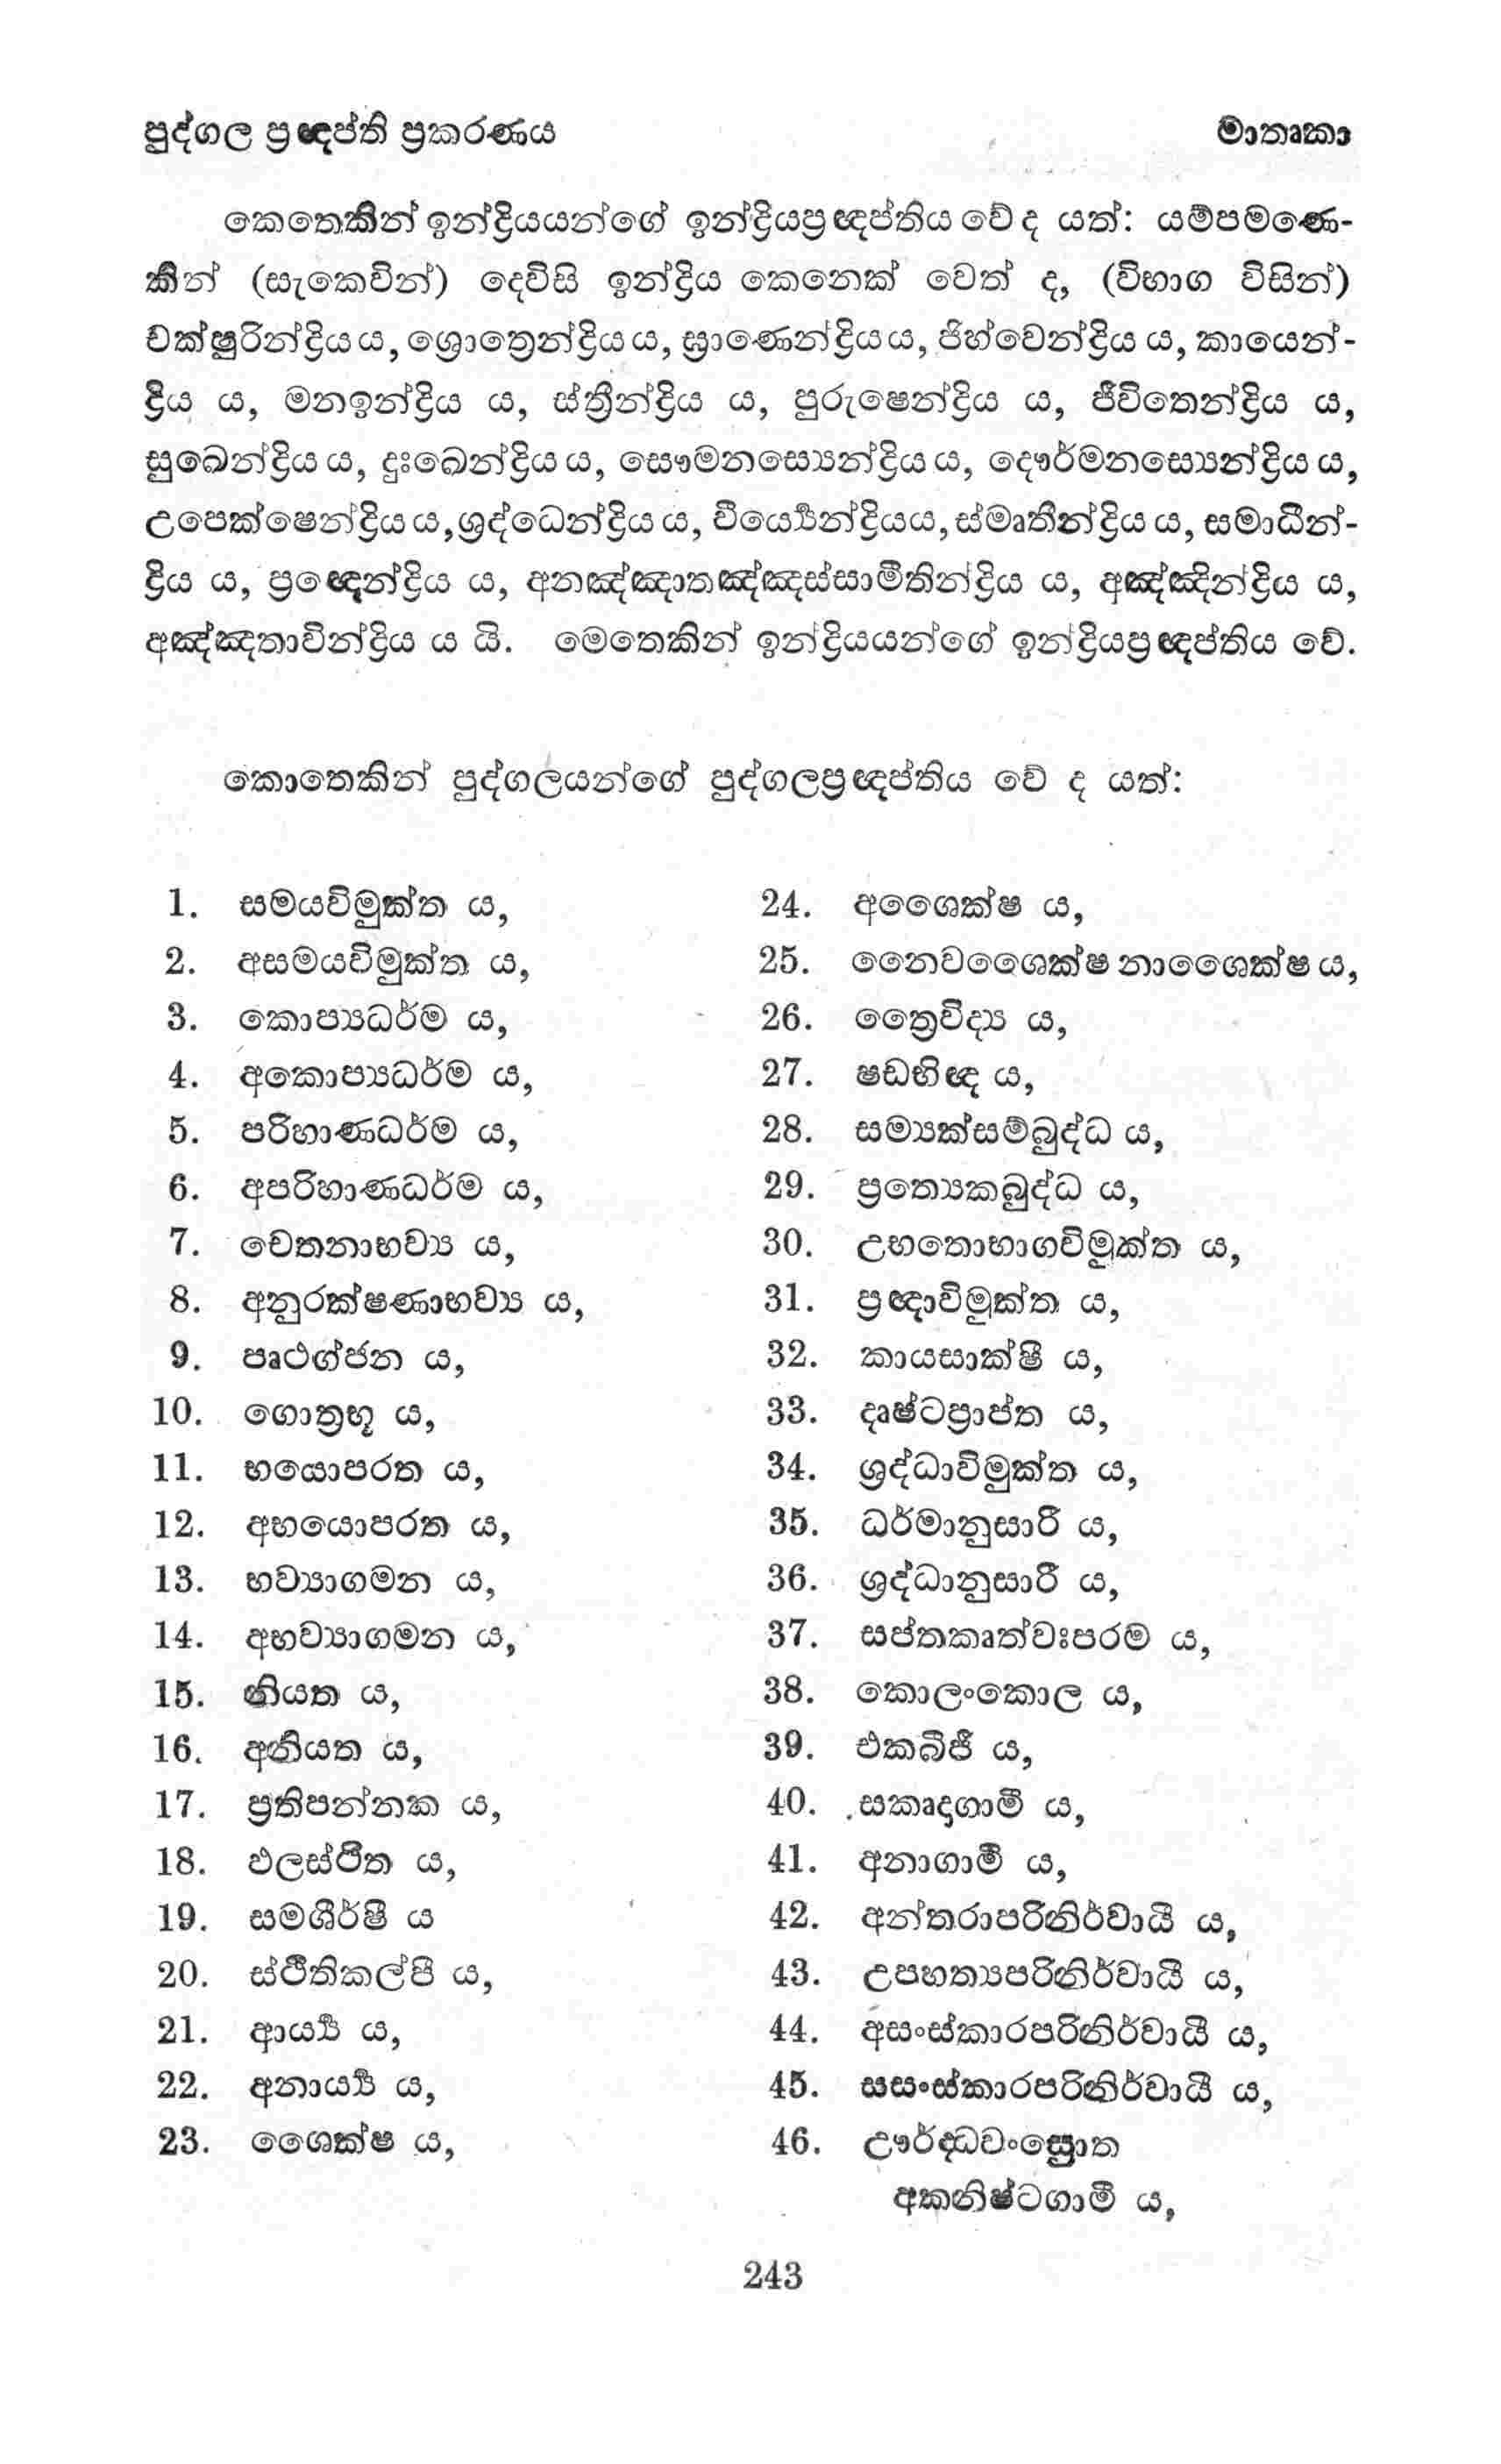 පුද්ගල ප්‍රඥප්ති ප්‍රකරණය
මාතෘකා
කෙතෙකින් ඉන්ද්‍රියයන්ගේ ඉන්ද්‍රියප්‍රඥප්තිය වේ ද යත්: යම්පමණෙ-
කින් (සැකෙවින්) දෙවිසි ඉන්ද්‍රිය කෙනෙක් වෙත් ද, (විභාග විසින්)
චක්ෂුරින්ද්‍රිය ය, ශ්‍රොත්‍රෙන්ද්‍රිය ය, ඝ්‍රාණෙන්ද්‍රිය ය, ජිහ්වෙන්ද්‍රිය ය, කායෙන්-
ද්‍රිය ය, මනඉන්ද්‍රිය ය, ස්ත්‍රීන්ද්‍රිය ය, පුරුෂෙන්ද්‍රිය ය, ජීවිතෙන්ද්‍රිය ය,
සුඛෙන්ද්‍රිය ය, දුඃඛෙන්ද්‍රිය ය, සෞමනස්‍යෙන්ද්‍රිය ය, දෞර්මනස්‍යෙන්ද්‍රිය ය,
උපෙක්ෂෙන්ද්‍රිය ය, ශ්‍රද්ධෙන්ද්‍රිය ය, වීර්‍ය්‍යෙන්ද්‍රියය, ස්මෘතීන්ද්‍රිය ය, සමාධීන්-
ද්‍රිය ය, ප්‍රඥෙන්ද්‍රිය ය, අනඤ්ඤාතඤ්ඤස්සාමීතින්ද්‍රිය ය, අඤ්ඤින්ද්‍රිය ය,
අඤ්ඤතාවින්ද්‍රිය ය යි. මෙතෙකින් ඉන්ද්‍රියයන්ගේ ඉන්ද්‍රියප්‍රඥප්තිය වේ.
කොතෙකින් පුද්ගලයන්ගේ පුද්ගලප්‍රඥප්තිය වේ ද යත්:
1. සමයවිමුක්ත ය,
2. අසමයවිමුක්ත ය,
3. කොප්‍යධර්ම ය,
4. අකොප්‍යධර්ම ය,
5. පරිහාණධර්ම ය,
6. අපරිහාණධර්ම ය,
7. චෙතනාභව්‍ය ය,
8. අනුරක්ෂණාභව්‍ය ය,
9. පෘථග්ජන ය,
10. ගොත්‍රභූ ය,
11. භයොපරත ය,
12. අභයොපරත ය,
13. භව්‍යාගමන ය,
14. අභව්‍යාගමන ය,
15. නියත ය,
16. අනියත ය,
17. ප්‍රතිපන්නක ය,
18. ඵලස්ථිත ය,
19. සමශීර්ෂී ය
20. ස්ථිතිකල්පී ය,
21. ආර්‍ය්‍ය ය,
22. අනාර්‍ය්‍ය ය,
23. ශෛක්ෂ ය,
24. අශෛක්ෂ ය,
25. නෛවශෛක්ෂ නාශෛක්ෂ ය,
26. ත්‍රෛවිද්‍ය ය,
27. ෂඩභිඥ ය,
28. සම්‍යක්සම්බුද්ධ ය,
29. ප්‍රත්‍යෙකබුද්ධ ය,
30. උභතොභාගවිමුක්ත ය,
31. ප්‍රඥාවිමුක්ත ය,
32. කායසාක්ෂී ය,
33. දෘෂ්ටප්‍රාප්ත ය,
34. ශ්‍රද්ධාවිමුක්ත ය,
35. ධර්මානුසාරී ය,
36. ශ්‍රද්ධානුසාරී ය,
37. සප්තකෘත්වඃපරම ය,
38. කොලංකොල ය,
39. එකබීජී ය,
40. සකෘදාගාමී ය,
41. අනාගාමී ය,
42. අන්තරාපරිනිර්වායී ය,
43. උපහත්‍යපරිනිර්වායී ය,
44. අසංස්කාරපරිනිර්වායී ය,
45. සසංස්කාරපරිනිර්වායී ය,
46. ඌර්ද්ධවංස්‍රොත
අකනිෂ්ටගාමී ය,
243